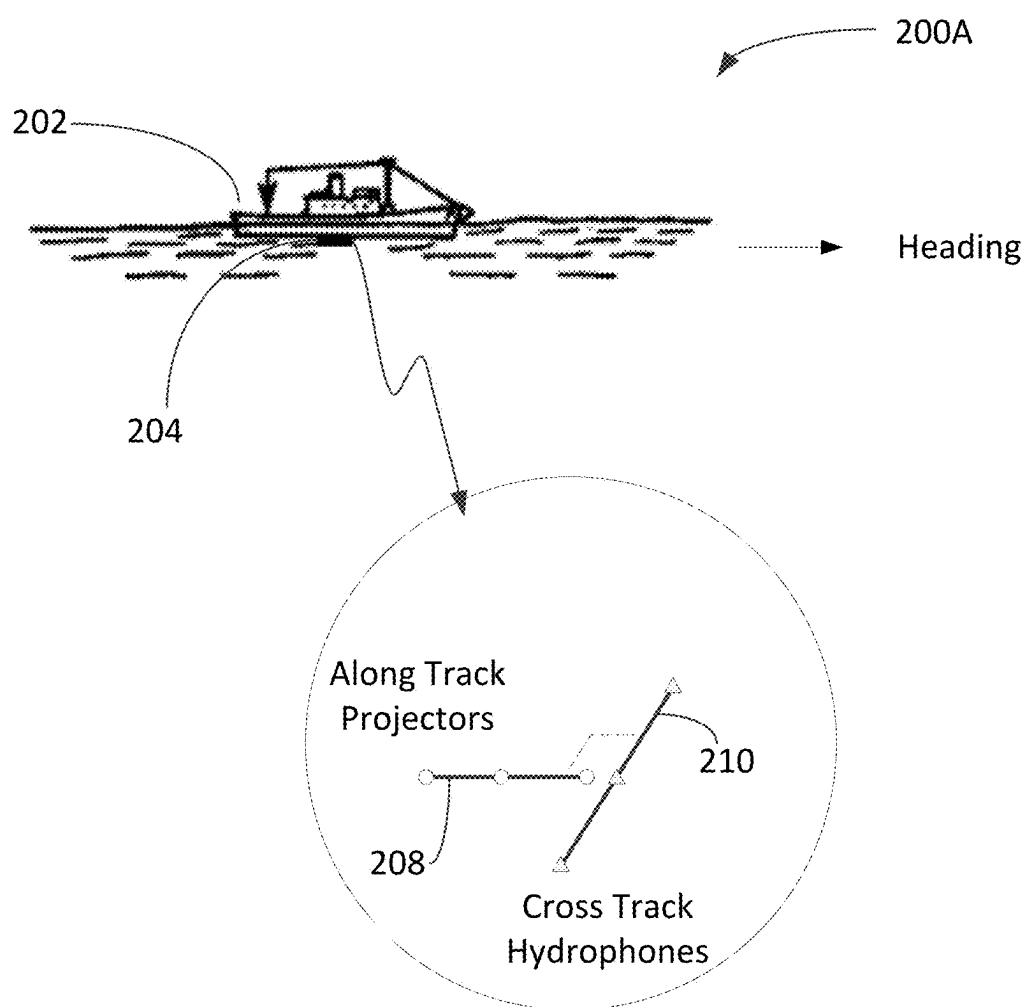 200A
202
Heading
204
Along Track
Projectors
210
208
Cross Track
Hydrophones